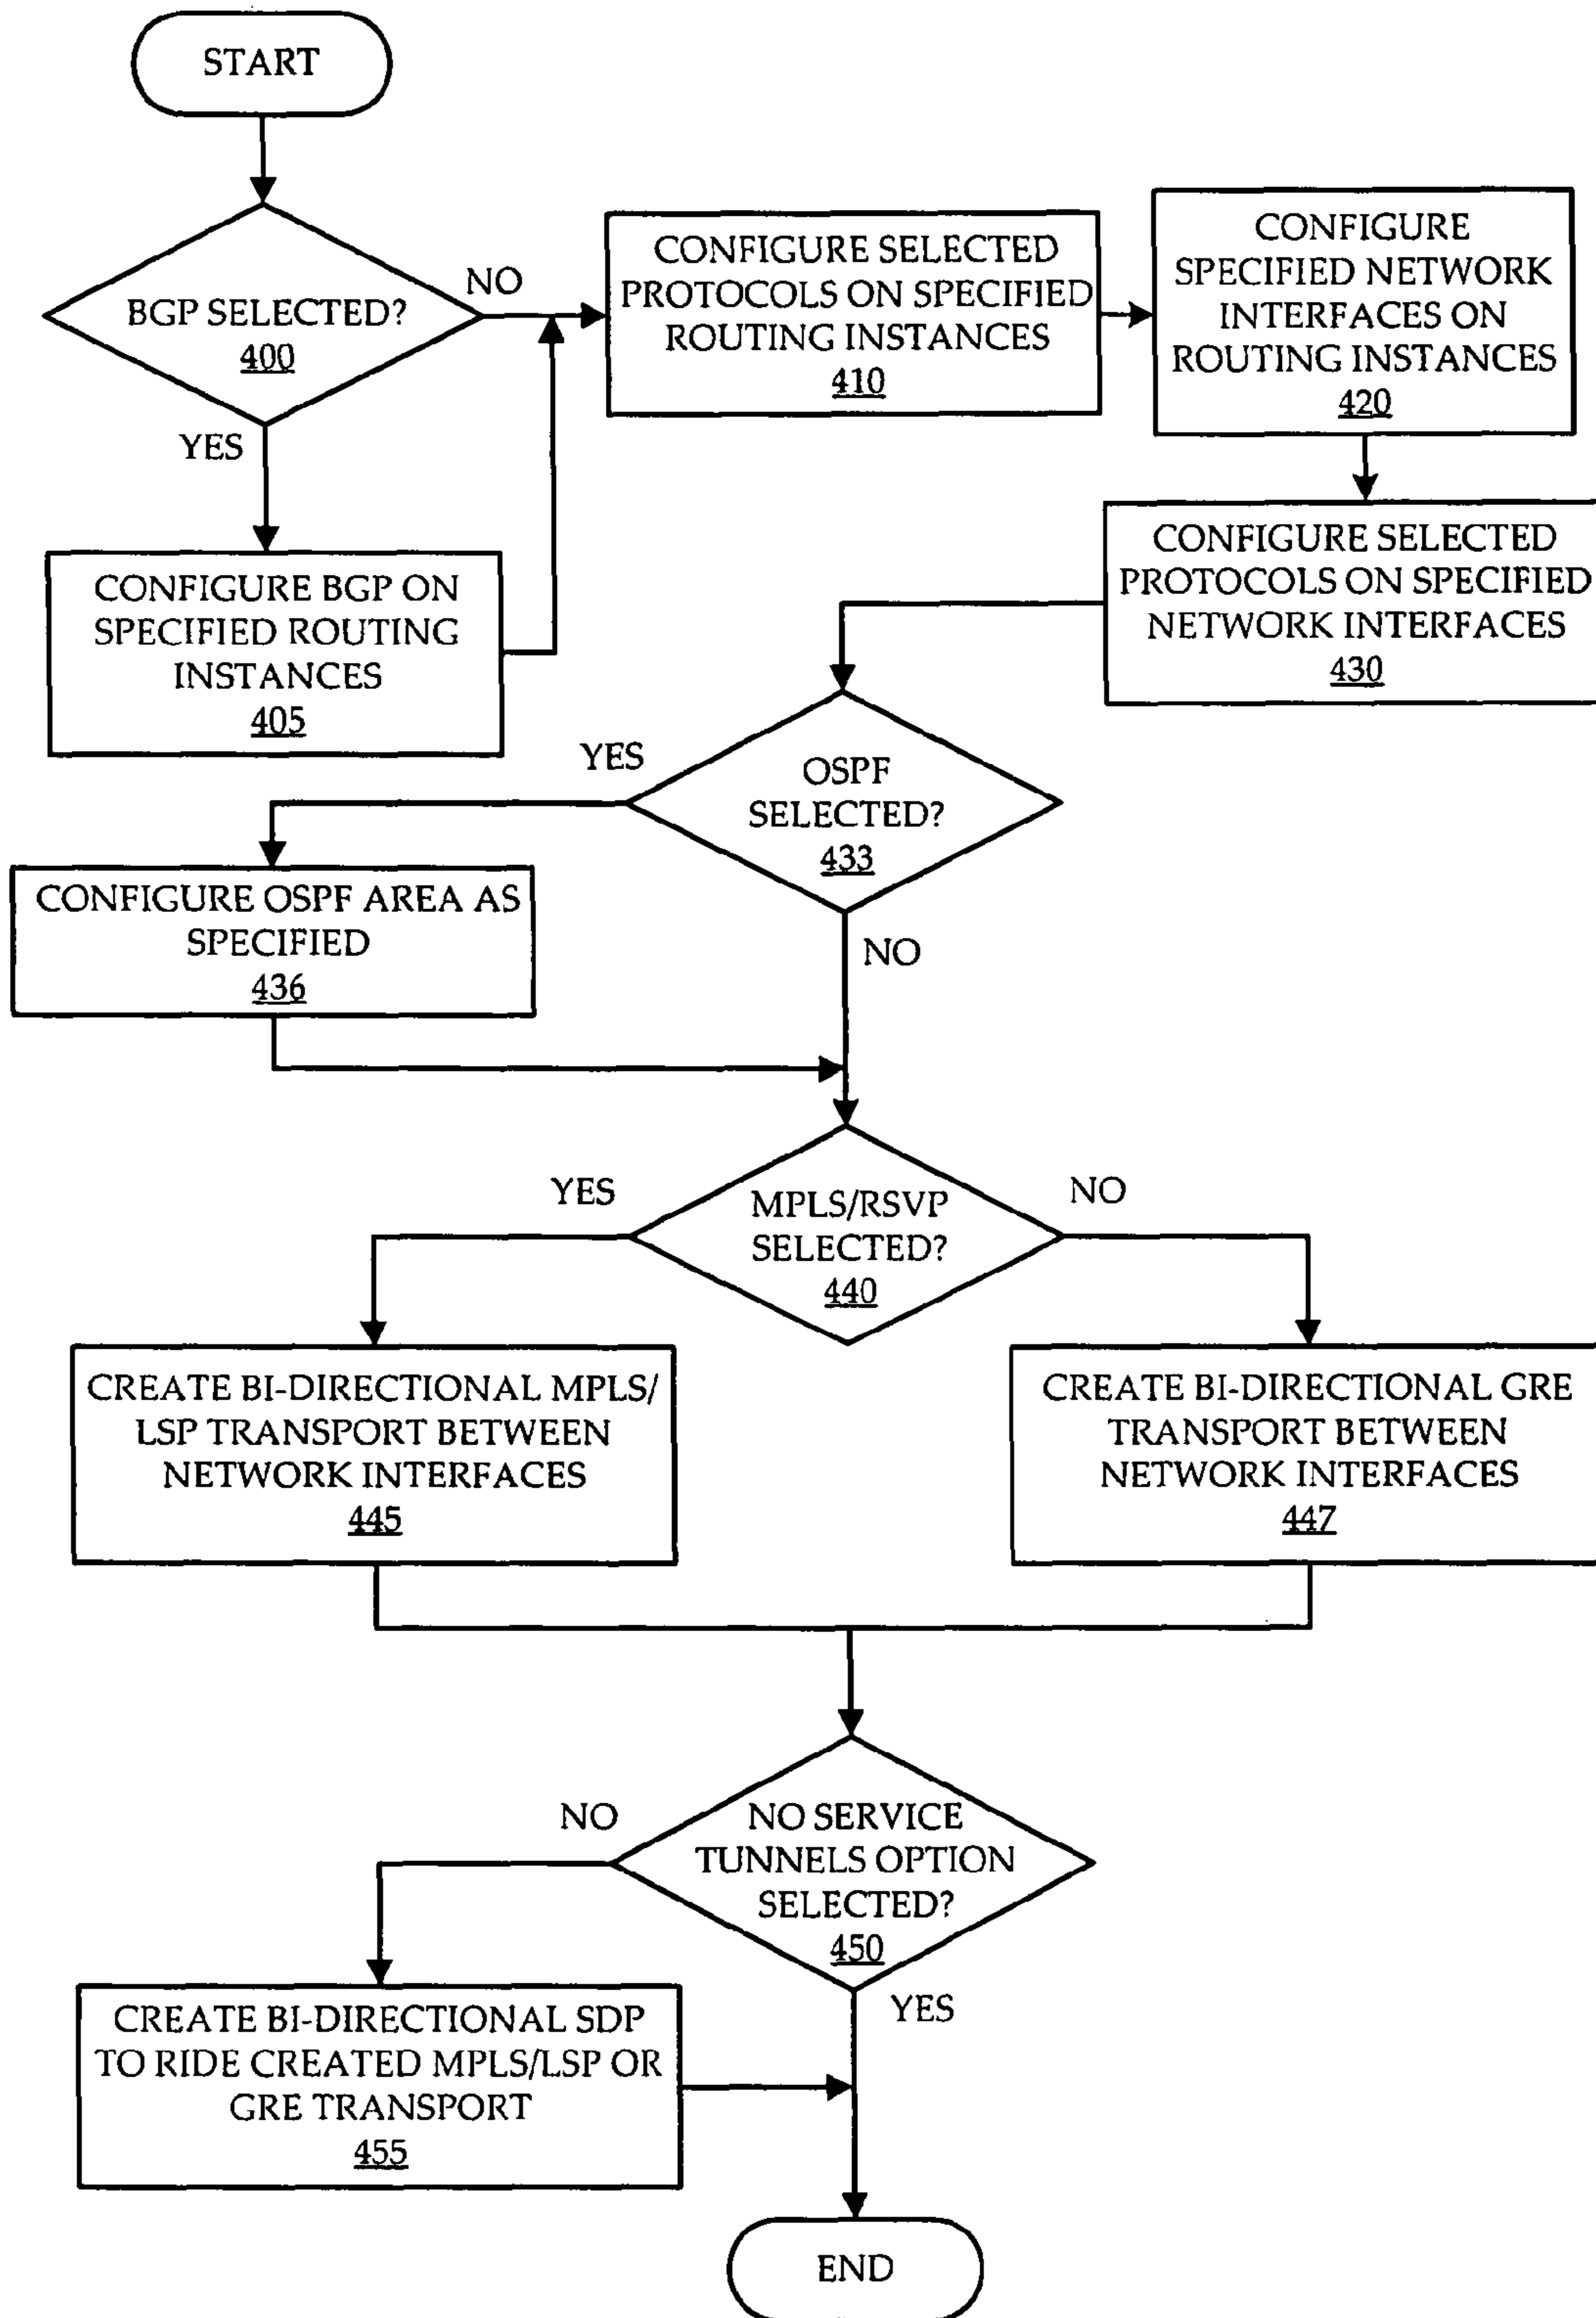 START
BGP SELECTED?
400
NO
YES
CONFIGURE BGP ON
SPECIFIED ROUTING
INSTANCES
405
CONFIGURE SELECTED
PROTOCOLS ON SPECIFIED
ROUTING INSTANCES
410
CONFIGURE
SPECIFIED NETWORK
INTERFACES ON
ROUTING INSTANCES
420
CONFIGURE SELECTED
PROTOCOLS ON SPECIFIED
NETWORK INTERFACES
430
OSPF
SELECTED?
433
YES
NO
CONFIGURE OSPF AREA AS
SPECIFIED
436
MPLS/RSVP
SELECTED?
440
YES
NO
CREATE BI-DIRECTIONAL MPLS/
LSP TRANSPORT BETWEEN
NETWORK INTERFACES
445
CREATE BI-DIRECTIONAL GRE
TRANSPORT BETWEEN
NETWORK INTERFACES
447
NO SERVICE
TUNNELS OPTION
SELECTED?
450
NO
YES
CREATE BI-DIRECTIONAL SDP
TO RIDE CREATED MPLS/LSP OR
GRE TRANSPORT
455
END